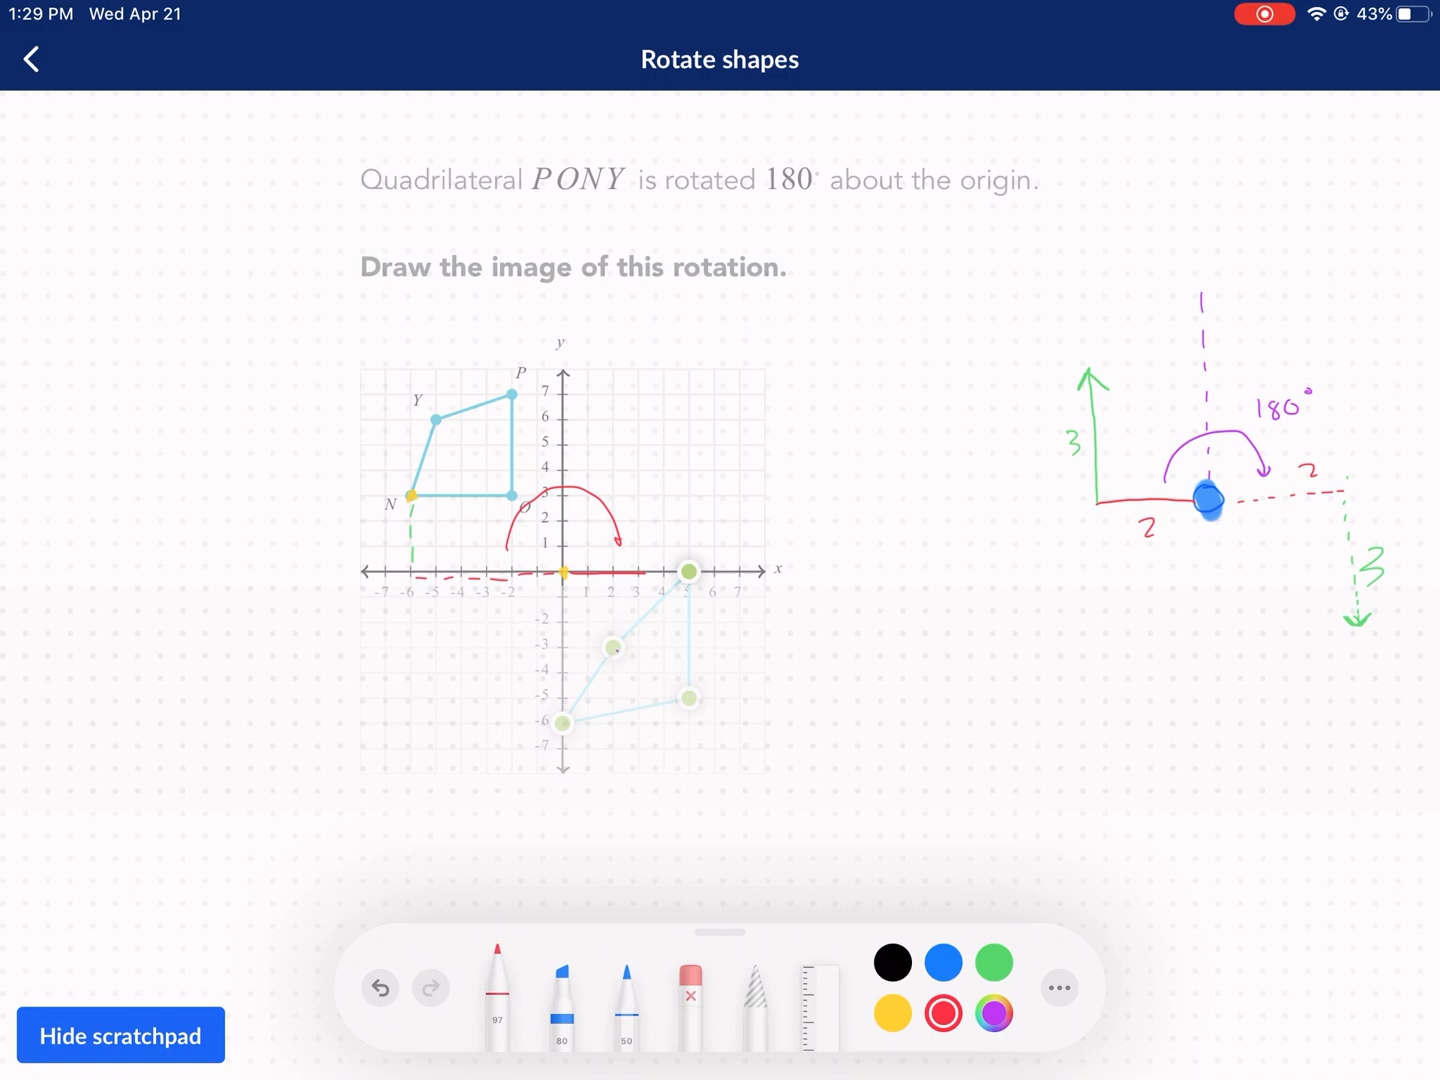 1:29 PM Wed Apr 21
43%
Rotate shapes
Quadrilateral PONY is rotated 180° about the origin.
Draw the image of this rotation.
y
P
Y
7
6
5
4
3
N
O
2
1
x
-7 -6 -5 -4 -3 -2 1 2 3 4 5 6 7
-2
-3
-4
-5
-6
-7
180°
3
2
2
3
97
80
50
Hide scratchpad